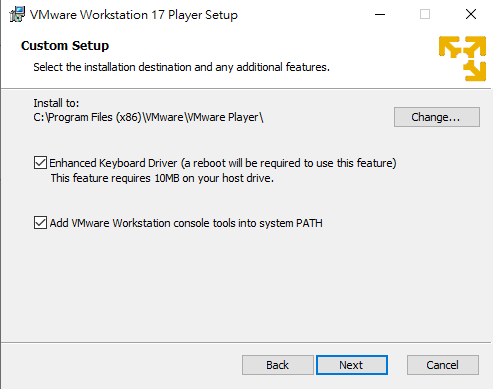 VMware Workstation 17 Player Setup
Custom Setup
Select the installation destination and any additional features.
Install to:
C:\Program Files (x86)\VMware\VMware Player\
Change...
Enhanced Keyboard Driver (a reboot will be required to use this feature)
This feature requires 10MB on your host drive.
Add VMware Workstation console tools into system PATH
Back
Next
Cancel